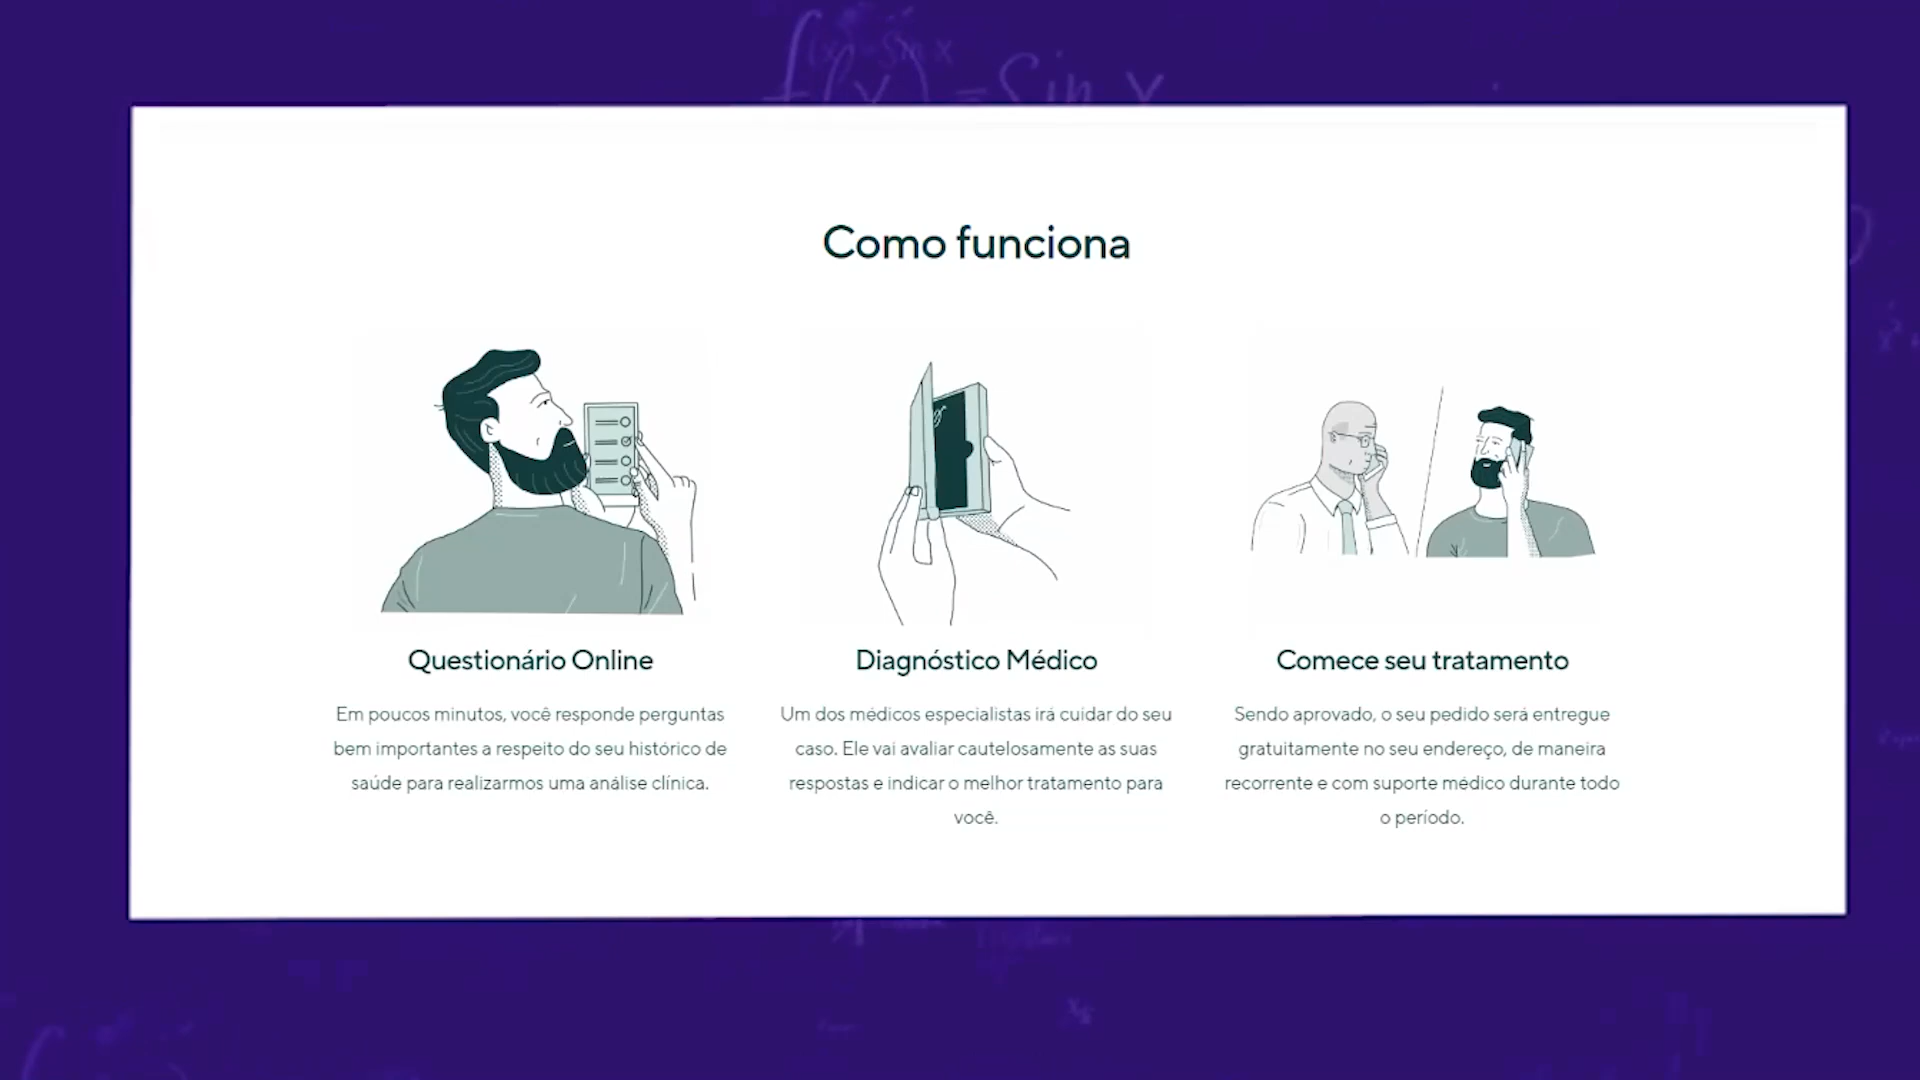 f(x)=Sin x
f(x)=Sin x
Como funciona
Questionário Online
Em poucos minutos, você responde perguntas
bem importantes a respeito do seu histórico de
saúde para realizarmos uma análise clínica.
Diagnóstico Médico
Um dos médicos especialistas irá cuidar do seu
caso. Ele vai avaliar cautelosamente as suas
respostas e indicar o melhor tratamento para
você.
Comece seu tratamento
Sendo aprovado, o seu pedido será entregue
gratuitamente no seu endereço, de maneira
recorrente e com suporte médico durante todo
o período.